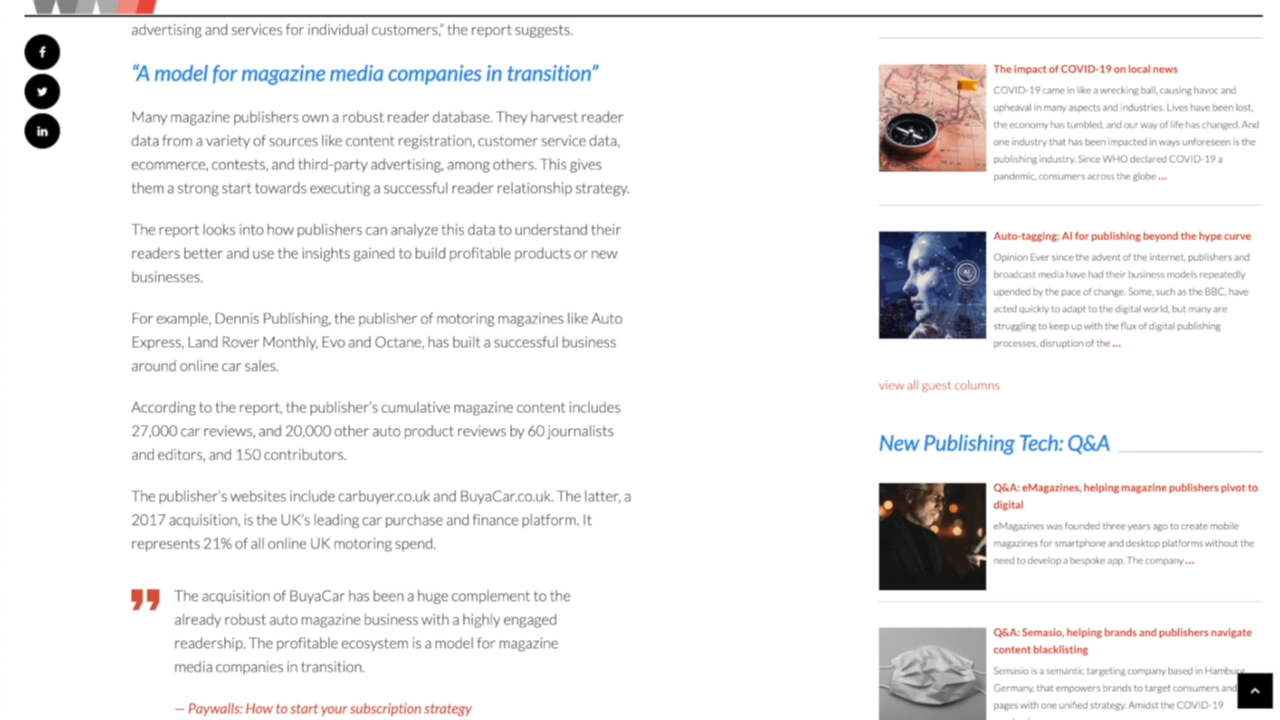 advertising and services for individual customers,” the report suggests.
“A model for magazine media companies in transition”
Many magazine publishers own a robust reader database. They harvest reader
data from a variety of sources like content registration, customer service data,
ecommerce, contests, and third-party advertising, among others. This gives
them a strong start towards executing a successful reader relationship strategy.
The report looks into how publishers can analyze this data to understand their
readers better and use the insights gained to build profitable products or new
businesses.
For example, Dennis Publishing, the publisher of motoring magazines like Auto
Express, Land Rover Monthly, Evo and Octane, has built a successful business
around online car sales.
According to the report, the publisher’s cumulative magazine content includes
27,000 car reviews, and 20,000 other auto product reviews by 60 journalists
and editors, and 150 contributors.
The publisher’s websites include carbuyer.co.uk and BuyaCar.co.uk. The latter, a
2017 acquisition, is the UK’s leading car purchase and finance platform. It
represents 21% of all online UK motoring spend.
The acquisition of BuyaCar has been a huge complement to the
already robust auto magazine business with a highly engaged
readership. The profitable ecosystem is a model for magazine
media companies in transition.
— Paywalls: How to start your subscription strategy
The impact of COVID-19 on local news
COVID-19 came in like a wrecking ball, causing havoc and
upheaval in many aspects and industries. Lives have been lost,
the economy has tumbled, and our way of life has changed. And
one industry that has been impacted in ways unforeseen is the
publishing industry. Since WHO declared COVID-19 a
pandemic, consumers across the globe ...
Auto-tagging: AI for publishing beyond the hype curve
Opinion Ever since the advent of the internet, publishers and
broadcast media have had their business models repeatedly
upended by the pace of change. Some, such as the BBC, have
acted quickly to adapt to the digital world, but many are
struggling to keep up with the flux of digital publishing
processes, disruption of the ...
view all guest columns
New Publishing Tech: Q&A
Q&A: eMagazines, helping magazine publishers pivot to
digital
eMagazines was founded three years ago to create mobile
magazines for smartphone and desktop platforms without the
need to develop a bespoke app. The company ...
Q&A: Semasio, helping brands and publishers navigate
content blacklisting
Semasio is a semantic targeting company based in Hamburg,
Germany, that empowers brands to target consumers and
pages with one unified strategy. Amidst the COVID-19